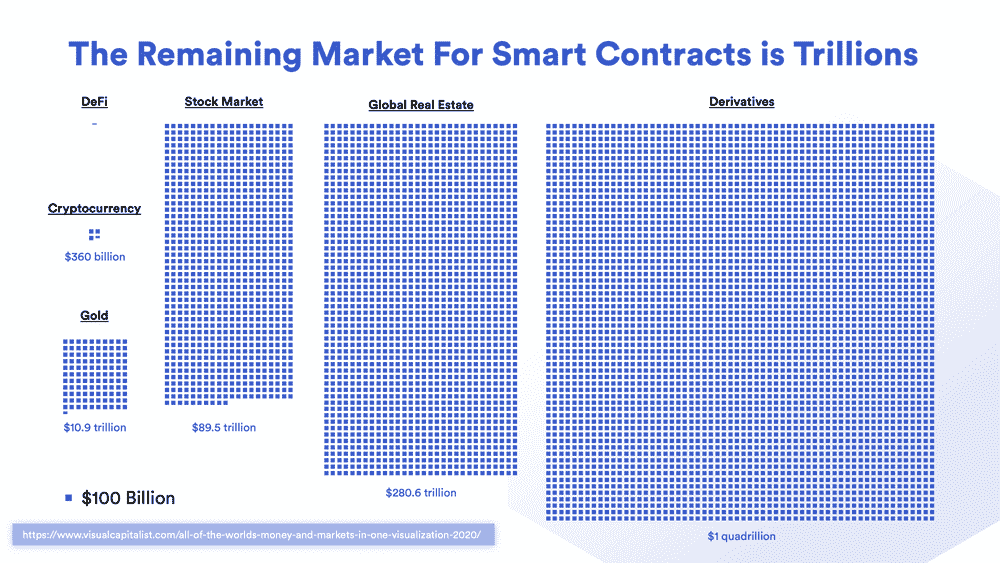 The Remaining Market For Smart Contracts is Trillions
DeFi
Stock Market
Global Real Estate
Derivatives
Cryptocurrency
$360 billion
Gold
$10.9 trillion
$89.5 trillion
$280.6 trillion
$1 quadrillion
$100 Billion
https://www.visualcapitalist.com/all-of-the-worlds-money-and-markets-in-one-visualization-2020/